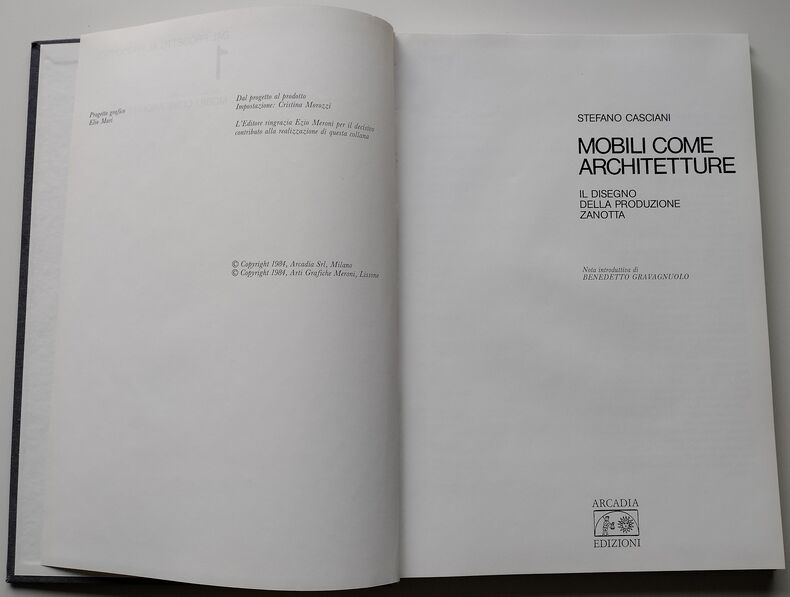 Progetto grafico
Elio Mari
Dal progetto al prodotto
Impostazione: Cristina Morozzi
L'Editore ringrazia Ezio Meroni per il decisivo
contributo alla realizzazione di questa collana
© Copyright 1984, Arcadia Srl, Milano
© Copyright 1984, Arti Grafiche Meroni, Lissone
STEFANO CASCIANI
MOBILI COME
ARCHITETTURE
IL DISEGNO
DELLA PRODUZIONE
ZANOTTA
Nota introduttiva di
BENEDETTO GRAVAGNUOLO
ARCADIA
EDIZIONI